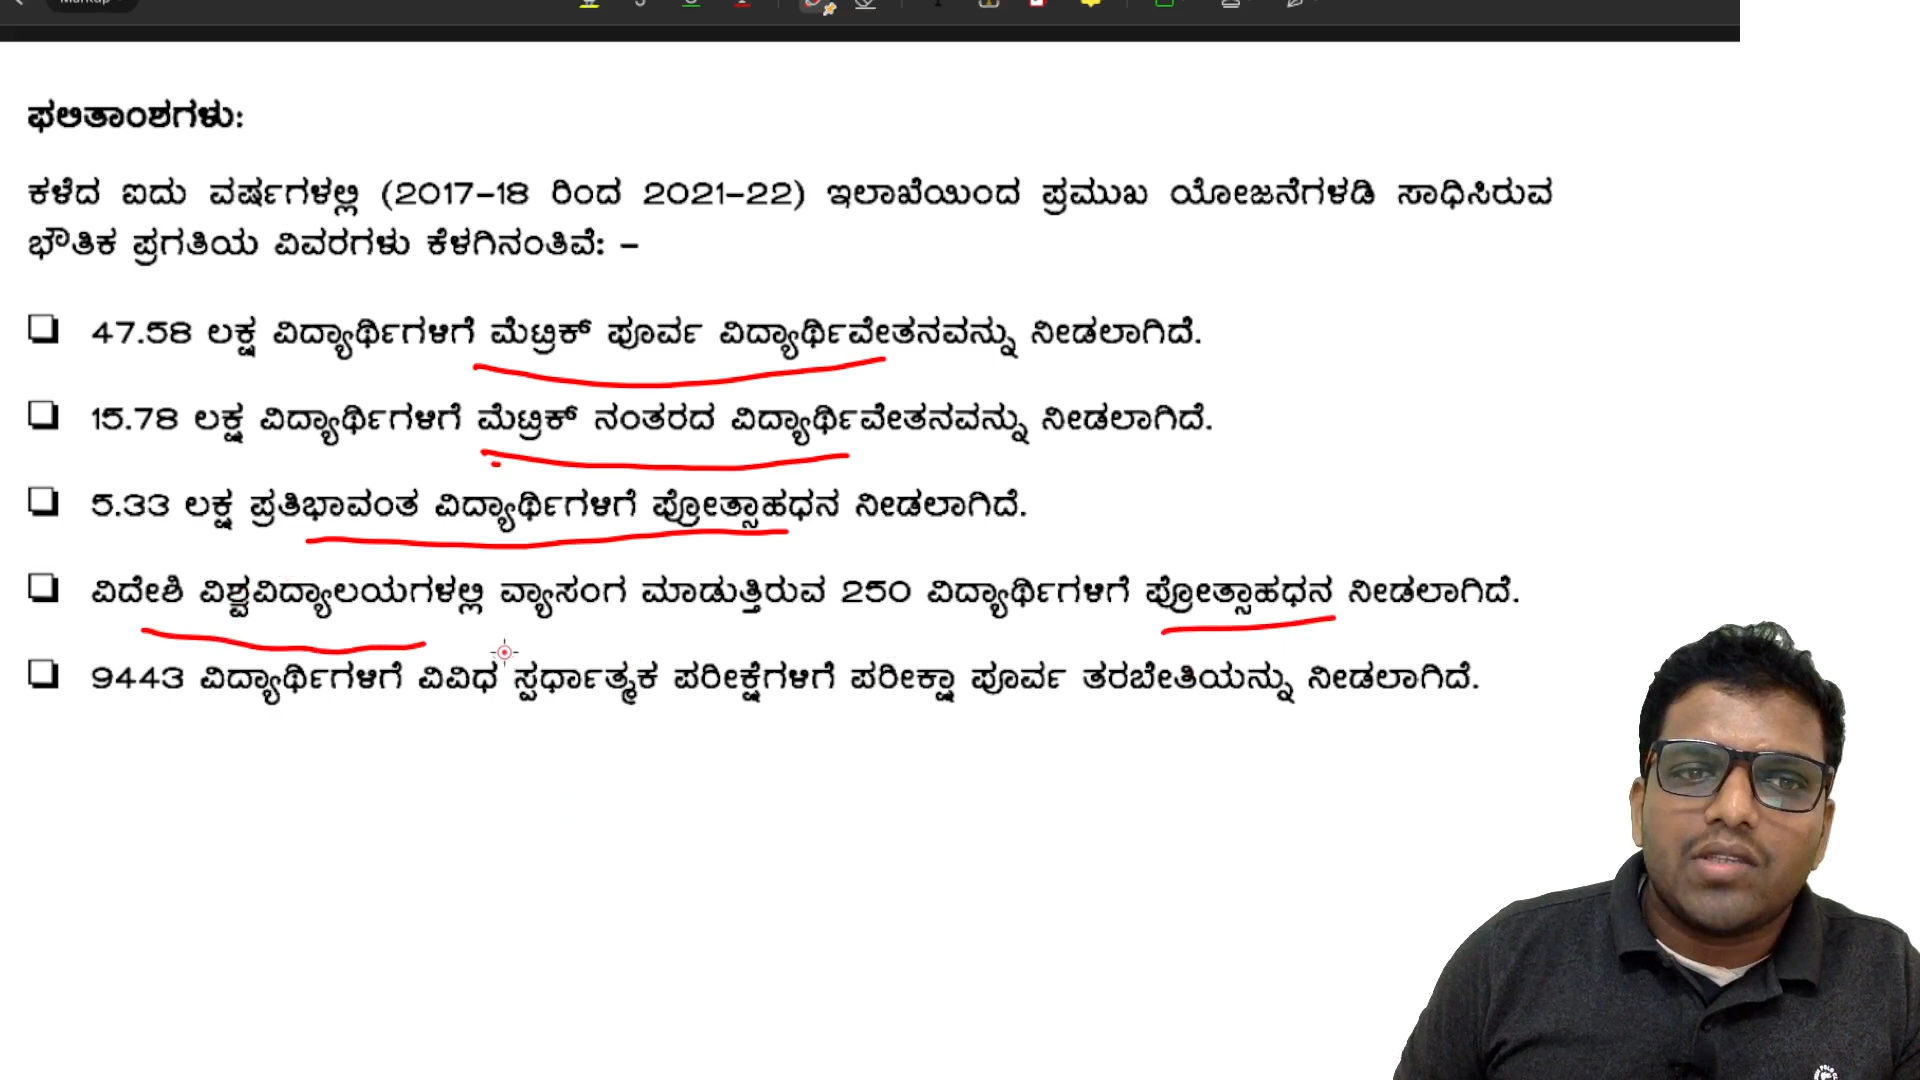 ಫಲಿತಾಂಶಗಳು:
ಕಳೆದ ಐದು ವರ್ಷಗಳಲ್ಲಿ (2017-18 ರಿಂದ 2021-22) ಇಲಾಖೆಯಿಂದ ಪ್ರಮುಖ ಯೋಜನೆಗಳಡಿ ಸಾಧಿಸಿರುವ
ಭೌತಿಕ ಪ್ರಗತಿಯ ವಿವರಗಳು ಕೆಳಗಿನಂತಿವೆ: –
❑ 47.58 ಲಕ್ಷ ವಿದ್ಯಾರ್ಥಿಗಳಿಗೆ ಮೆಟ್ರಿಕ್ ಪೂರ್ವ ವಿದ್ಯಾರ್ಥಿವೇತನವನ್ನು ನೀಡಲಾಗಿದೆ.
❑ 15.78 ಲಕ್ಷ ವಿದ್ಯಾರ್ಥಿಗಳಿಗೆ ಮೆಟ್ರಿಕ್ ನಂತರದ ವಿದ್ಯಾರ್ಥಿವೇತನವನ್ನು ನೀಡಲಾಗಿದೆ.
❑ 5.33 ಲಕ್ಷ ಪ್ರತಿಭಾವಂತ ವಿದ್ಯಾರ್ಥಿಗಳಿಗೆ ಪ್ರೋತ್ಸಾಹಧನ ನೀಡಲಾಗಿದೆ.
❑ ವಿದೇಶಿ ವಿಶ್ವವಿದ್ಯಾಲಯಗಳಲ್ಲಿ ವ್ಯಾಸಂಗ ಮಾಡುತ್ತಿರುವ 250 ವಿದ್ಯಾರ್ಥಿಗಳಿಗೆ ಪ್ರೋತ್ಸಾಹಧನ ನೀಡಲಾಗಿದೆ.
❑ 9443 ವಿದ್ಯಾರ್ಥಿಗಳಿಗೆ ವಿವಿಧ ಸ್ಪರ್ಧಾತ್ಮಕ ಪರೀಕ್ಷೆಗಳಿಗೆ ಪರೀಕ್ಷಾ ಪೂರ್ವ ತರಬೇತಿಯನ್ನು ನೀಡಲಾಗಿದೆ.